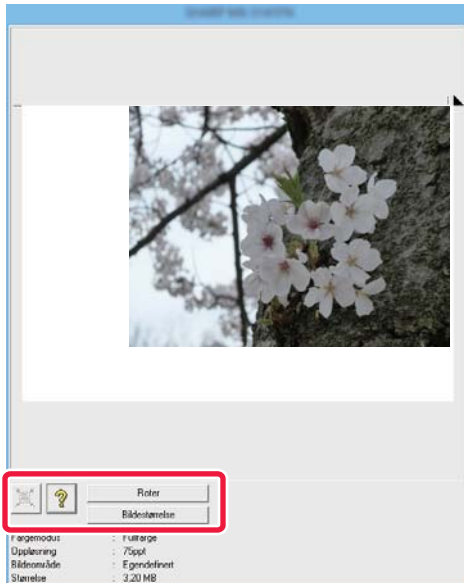 ?
Roter
Bildestørrelse
Fargemodus : Fullfarge
Oppløsning : 75ppt
Bildeområde : Egendefinert
Størrelse : 3,20 MB